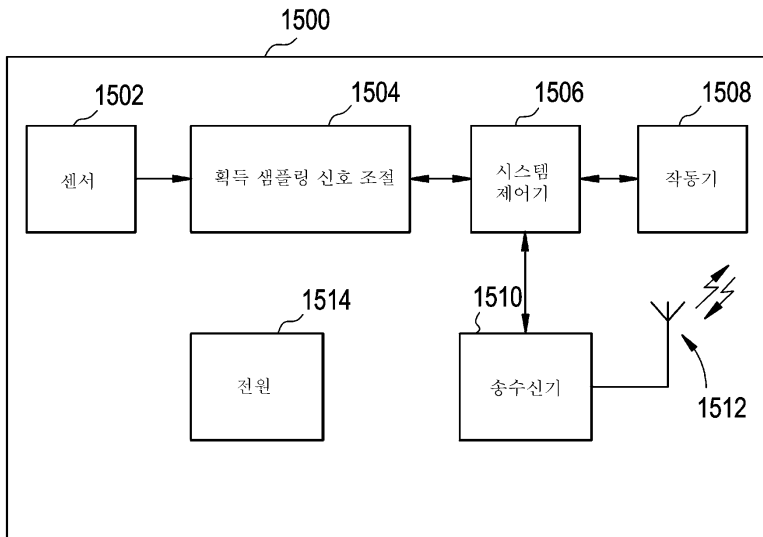 1500
1502
1504
1506
1508
센서
획득 샘플링 신호 조절
시스템
제어기
작동기
1514
1510
전원
송수신기
1512